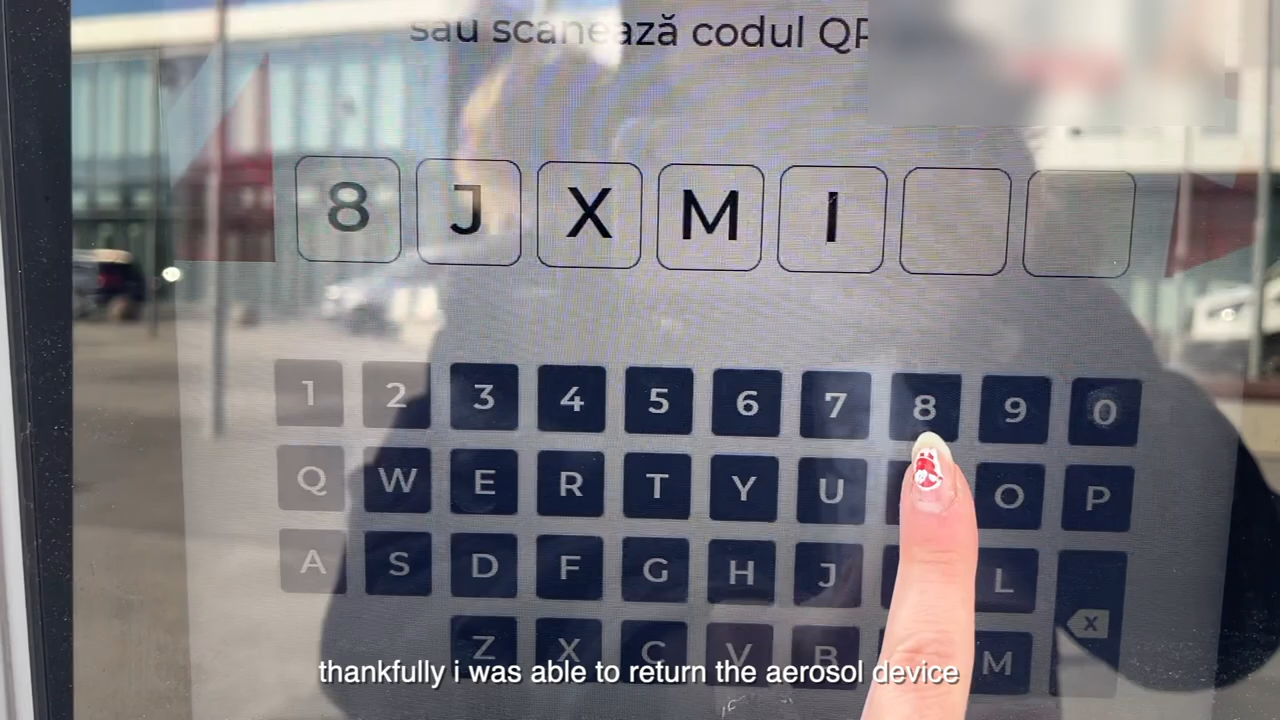 sau scanează codul QR
8 J X M I
1 2 3 4 5 6 7 8 9 0
Q W E R T Y U O P
A S D F G H J L
X
Z X C V B M
thankfully i was able to return the aerosol device